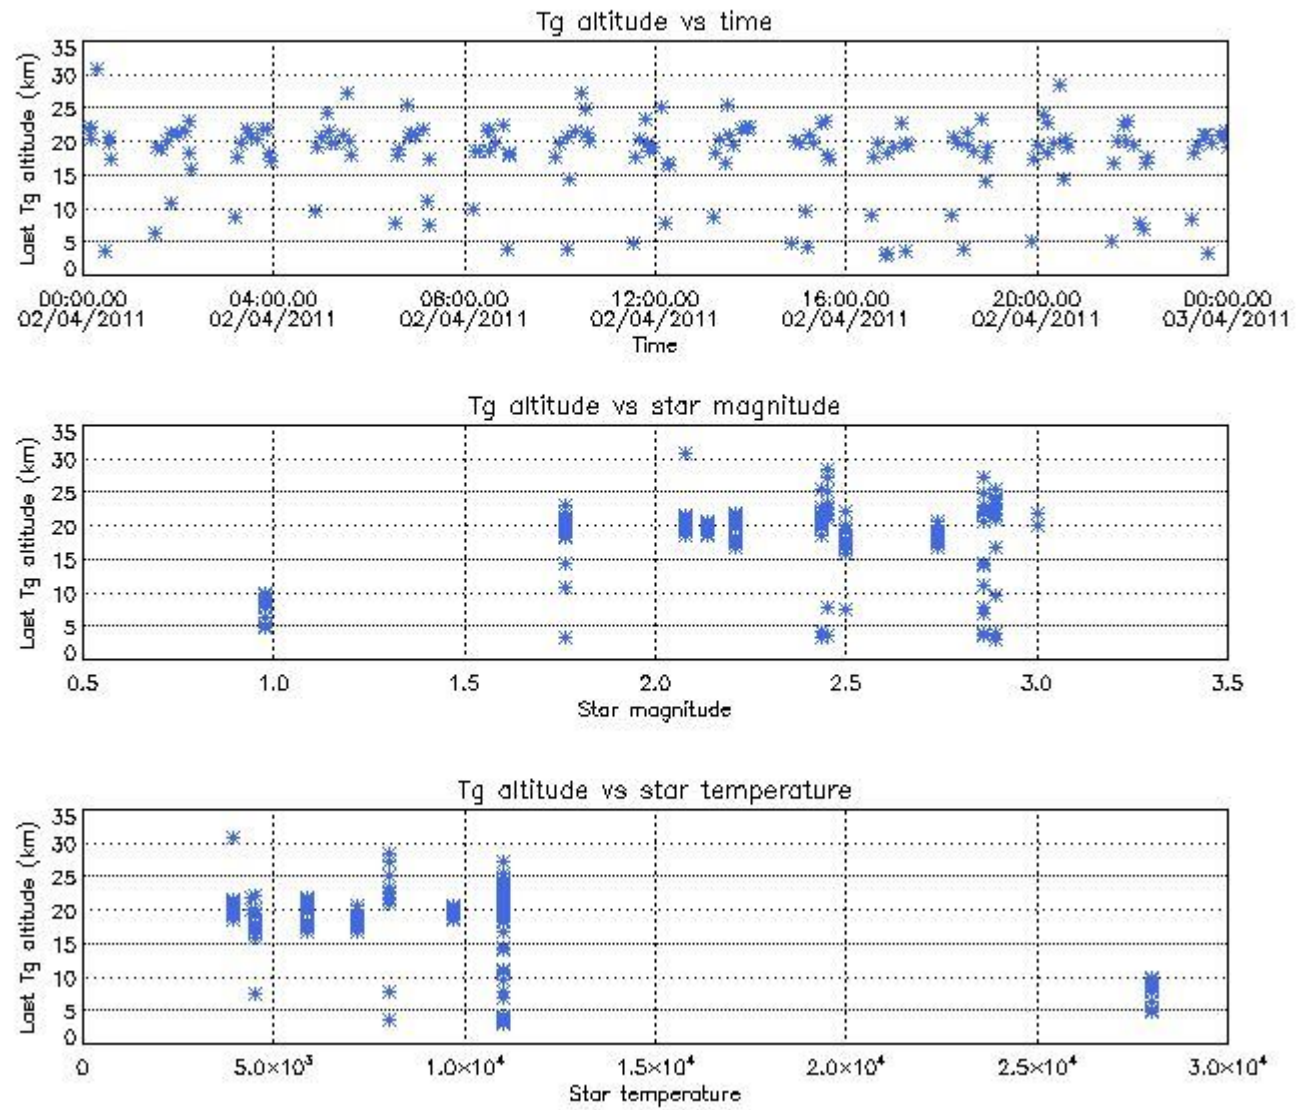 Tg altitude vs time
Last Tg altitude (km)
35
30
25
20
15
10
5
0
00:00.00 04:00.00 08:00.00 12:00.00 16:00.00 20:00.00 00:00.00
02/04/2011 02/04/2011 02/04/2011 02/04/2011 02/04/2011 02/04/2011 03/04/2011
Time
Tg altitude vs star magnitude
Last Tg altitude (km)
35
30
25
20
15
10
5
0
0.5 1.0 1.5 2.0 2.5 3.0 3.5
Star magnitude
Tg altitude vs star temperature
Last Tg altitude (km)
35
30
25
20
15
10
5
0
0 5.0×10³ 1.0×10⁴ 1.5×10⁴ 2.0×10⁴ 2.5×10⁴ 3.0×10⁴
Star temperature